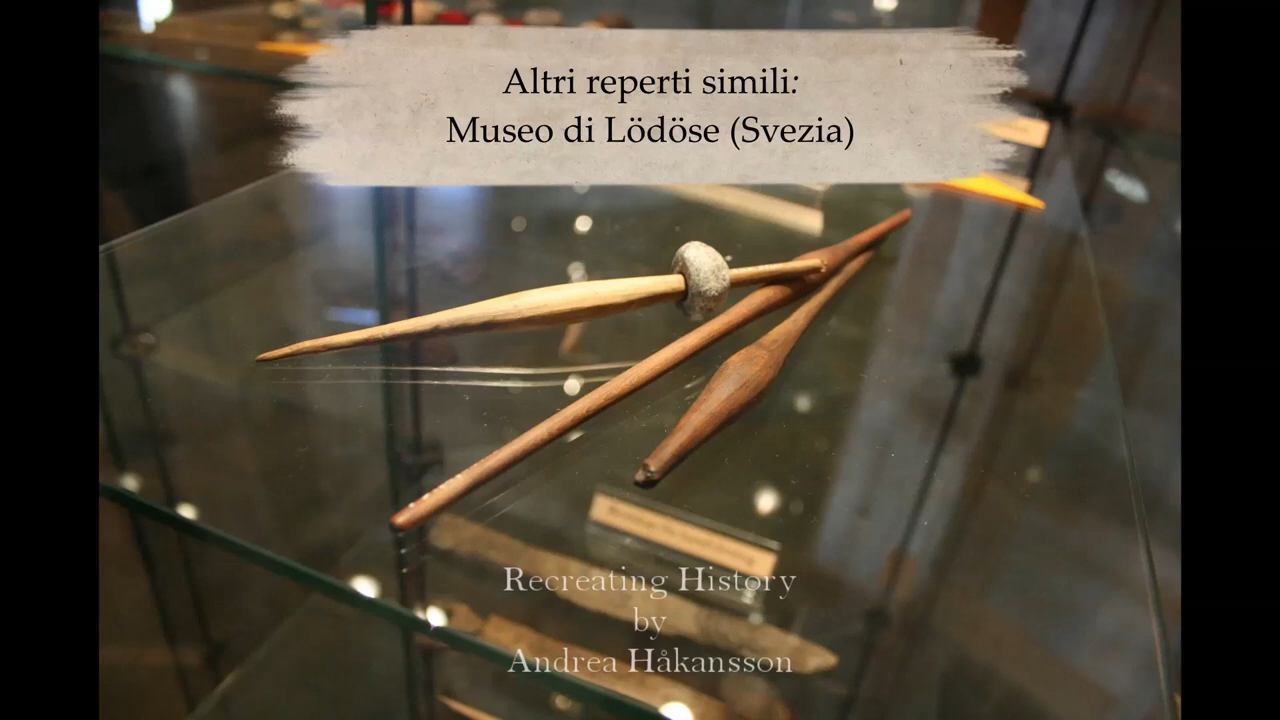 Altri reperti simili:
Museo di Lödöse (Svezia)
Recreating History
by
Andrea Håkansson